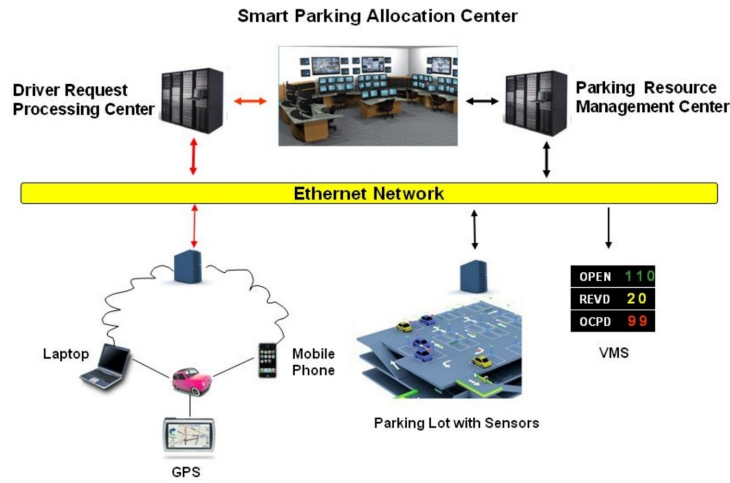 Smart Parking Allocation Center
Driver Request
Processing Center
Parking Resource
Management Center
Ethernet Network
OPEN 110
REVD 20
OCPD 99
Laptop
Mobile
Phone
VMS
Parking Lot with Sensors
GPS